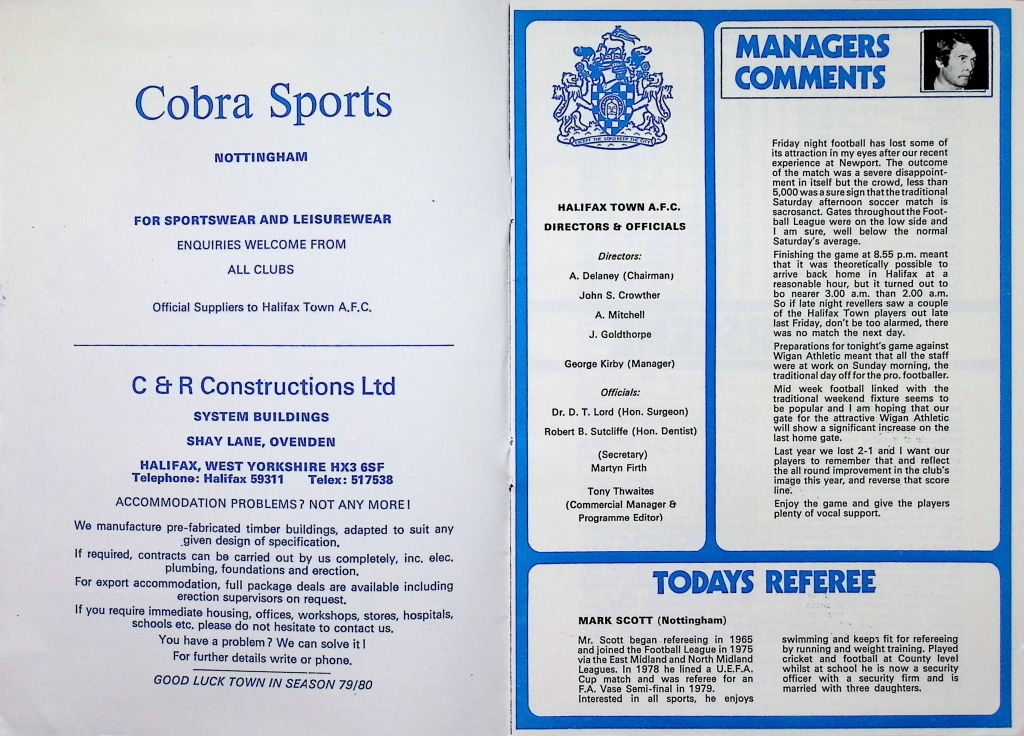 Cobra Sports
NOTTINGHAM
FOR SPORTSWEAR AND LEISUREWEAR
ENQUIRIES WELCOME FROM
ALL CLUBS
Official Suppliers to Halifax Town A.F.C.
C & R Constructions Ltd
SYSTEM BUILDINGS
SHAY LANE, OVENDEN
HALIFAX, WEST YORKSHIRE HX3 6SF
Telephone: Halifax 59311 Telex: 517538
ACCOMMODATION PROBLEMS? NOT ANY MORE!
We manufacture pre-fabricated timber buildings, adapted to suit any
given design of specification.
If required, contracts can be carried out by us completely, inc. elec.
plumbing, foundations and erection.
For export accommodation, full package deals are available including
erection supervisors on request.
If you require immediate housing, offices, workshops, stores, hospitals,
schools etc. please do not hesitate to contact us.
You have a problem? We can solve it!
For further details write or phone.
GOOD LUCK TOWN IN SEASON 79/80
HALIFAX TOWN A.F.C.
DIRECTORS & OFFICIALS
Directors:
A. Delaney (Chairman)
John S. Crowther
A. Mitchell
J. Goldthorpe
George Kirby (Manager)
Officials:
Dr. D. T. Lord (Hon. Surgeon)
Robert B. Sutcliffe (Hon. Dentist)
(Secretary)
Martyn Firth
Tony Thwaites
(Commercial Manager &
Programme Editor)
MANAGERS
COMMENTS
Friday night football has lost some of
its attraction in my eyes after our recent
experience at Newport. The outcome
of the match was a severe disappoint-
ment in itself but the crowd, less than
5,000 was a sure sign that the traditional
Saturday afternoon soccer match is
sacrosanct. Gates throughout the Foot-
ball League were on the low side and
I am sure, well below the normal
Saturday's average.
Finishing the game at 8.55 p.m. meant
that it was theoretically possible to
arrive back home in Halifax at a
reasonable hour, but it turned out to
bo nearer 3.00 a.m. than 2.00 a.m.
So if late night revellers saw a couple
of the Halifax Town players out late
last Friday, don't be too alarmed, there
was no match the next day.
Preparations for tonight's game against
Wigan Athletic meant that all the staff
were at work on Sunday morning, the
traditional day off for the pro. footballer.
Mid week football linked with the
traditional weekend fixture seems to
be popular and I am hoping that our
gate for the attractive Wigan Athletic
will show a significant increase on the
last home gate.
Last year we lost 2-1 and I want our
players to remember that and reflect
the all round improvement in the club's
image this year, and reverse that score
line.
Enjoy the game and give the players
plenty of vocal support.
TODAYS REFEREE
MARK SCOTT (Nottingham)
Mr. Scott began refereeing in 1965
and joined the Football League in 1975
via the East Midland and North Midland
Leagues. In 1978 he lined a U.E.F.A.
Cup match and was referee for an
F.A. Vase Semi-final in 1979.
Interested in all sports, he enjoys
swimming and keeps fit for refereeing
by running and weight training. Played
cricket and football at County level
whilst at school he is now a security
officer with a security firm and is
married with three daughters.